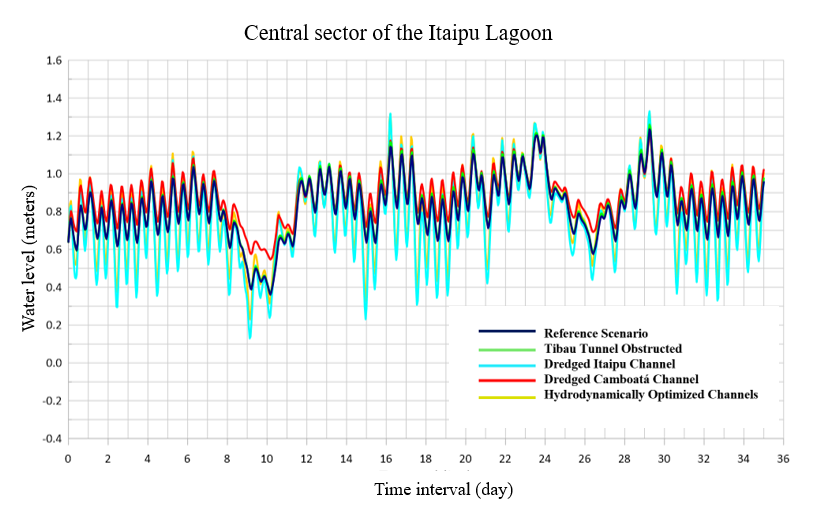 Central sector of the Itaipu Lagoon
1.6
1.4
1.2
1.0
0.8
0.6
0.4
0.2
0.0
-0.2
-0.4
Water level (meters)
Reference Scenario
Tibau Tunnel Obstructed
Dredged Itaipu Channel
Dredged Camboatá Channel
Hydrodynamically Optimized Channels
0 2 4 6 8 10 12 14 16 18 20 22 24 26 28 30 32 34 36
Time interval (day)